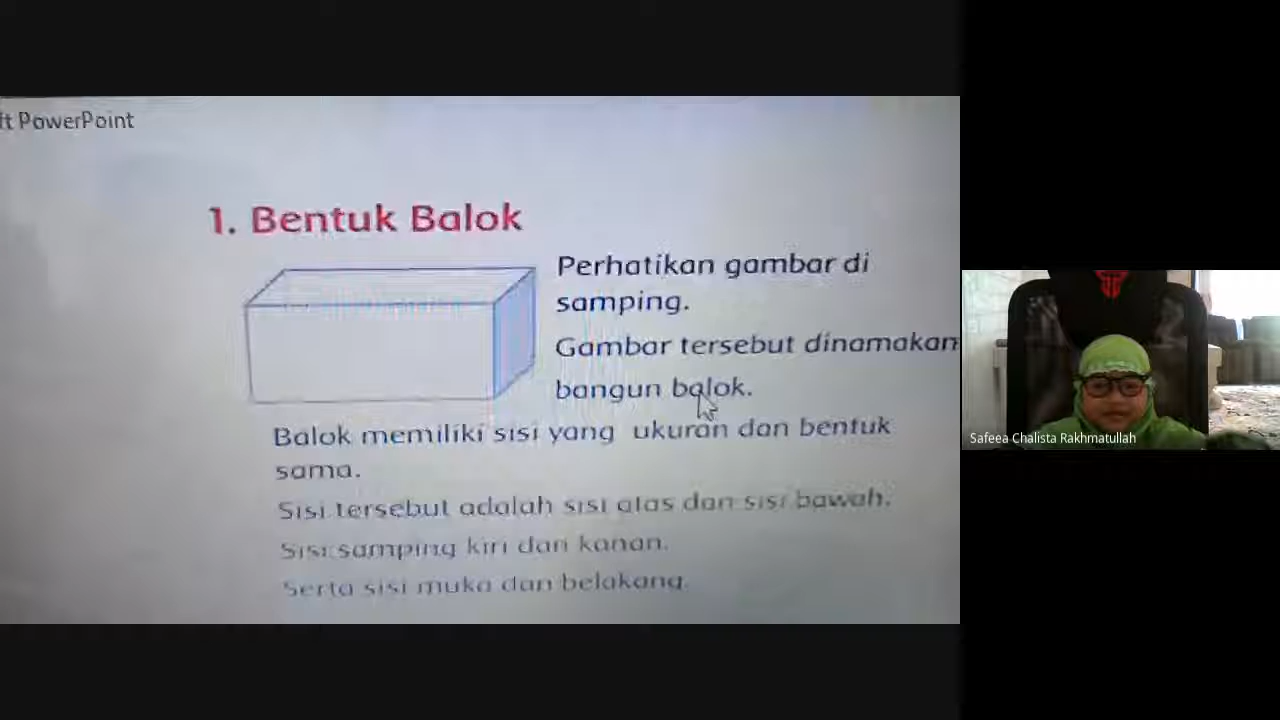 ft PowerPoint
1. Bentuk Balok
Perhatikan gambar di
samping.
Gambar tersebut dinamakan
bangun balok.
Balok memiliki sisi yang ukuran dan bentuk
sama.
Sisi tersebut adalah sisi atas dan sisi bawah.
Sisi samping kiri dan kanan.
Serta sisi muka dan belakang.
Safeea Chalista Rakhmatullah